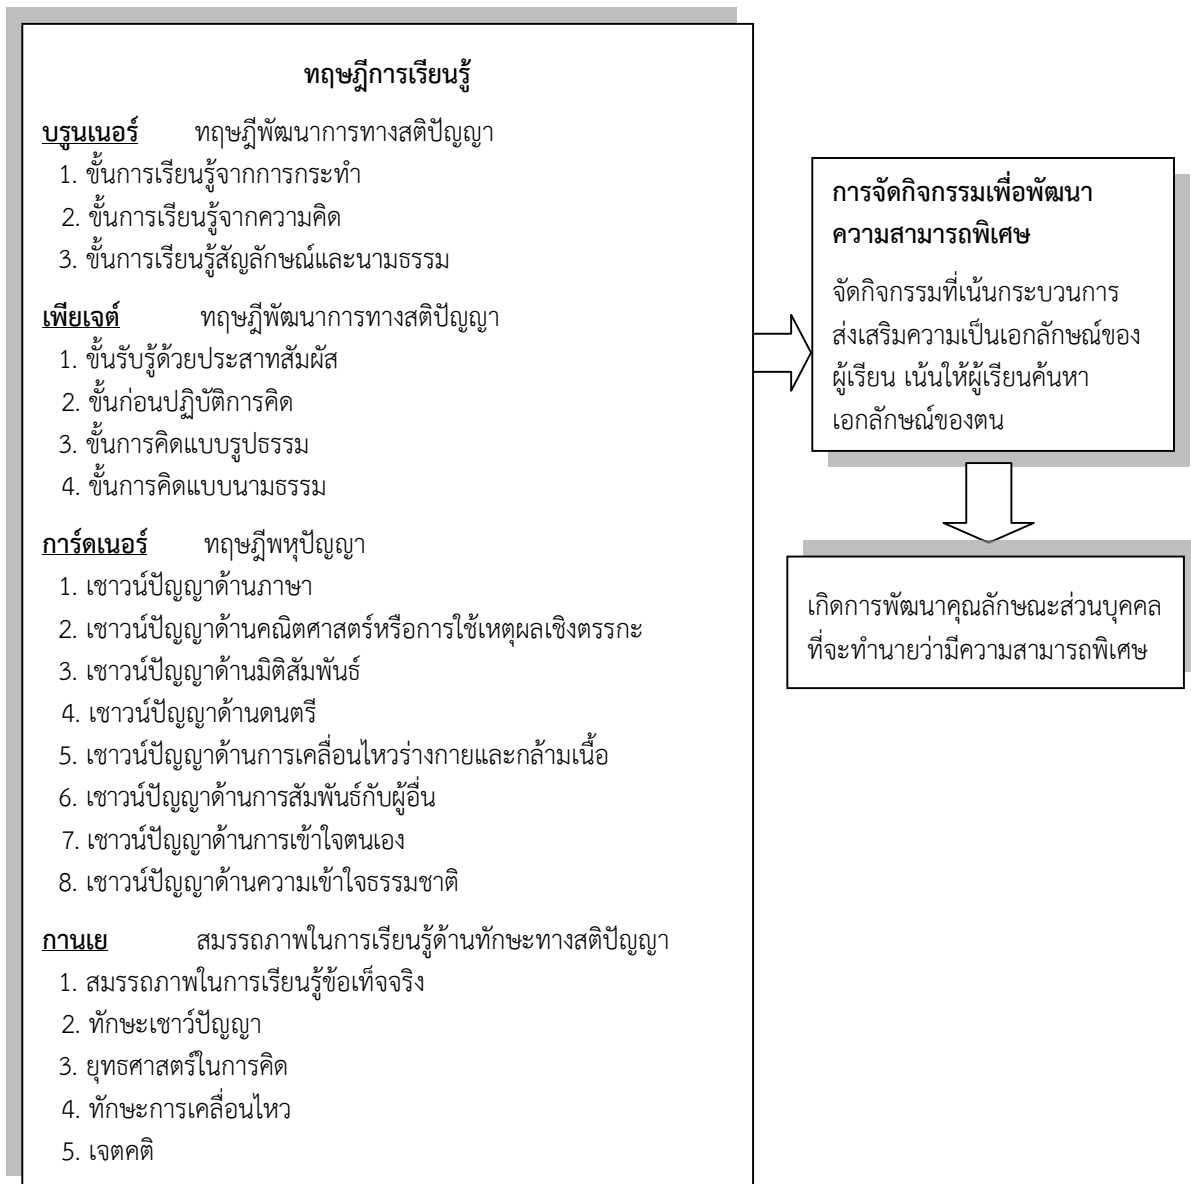 ทฤษฎีการเรียนรู้
บรูนเนอร์ ทฤษฎีพัฒนาการทางสติปัญญา
1. ขั้นการเรียนรู้จากการกระทำ
2. ขั้นการเรียนรู้จากความคิด
3. ขั้นการเรียนรู้สัญลักษณ์และนามธรรม
เพียเจต์ ทฤษฎีพัฒนาการทางสติปัญญา
1. ขั้นรับรู้ด้วยประสาทสัมผัส
2. ขั้นก่อนปฏิบัติการคิด
3. ขั้นการคิดแบบรูปธรรม
4. ขั้นการคิดแบบนามธรรม
การ์ดเนอร์ ทฤษฎีพหุปัญญา
1. เชาวน์ปัญญาด้านภาษา
2. เชาวน์ปัญญาด้านคณิตศาสตร์หรือการใช้เหตุผลเชิงตรรกะ
3. เชาวน์ปัญญาด้านมิติสัมพันธ์
4. เชาวน์ปัญญาด้านดนตรี
5. เชาวน์ปัญญาด้านการเคลื่อนไหวร่างกายและกล้ามเนื้อ
6. เชาวน์ปัญญาด้านการสัมพันธ์กับผู้อื่น
7. เชาวน์ปัญญาด้านการเข้าใจตนเอง
8. เชาวน์ปัญญาด้านความเข้าใจธรรมชาติ
กานเย สมรรถภาพในการเรียนรู้ด้านทักษะทางสติปัญญา
1. สมรรถภาพในการเรียนรู้ข้อเท็จจริง
2. ทักษะเชาว์ปัญญา
3. ยุทธศาสตร์ในการคิด
4. ทักษะการเคลื่อนไหว
5. เจตคติ
การจัดกิจกรรมเพื่อพัฒนา
ความสามารถพิเศษ
จัดกิจกรรมที่เน้นกระบวนการ
ส่งเสริมความเป็นเอกลักษณ์ของ
ผู้เรียน เน้นให้ผู้เรียนค้นหา
เอกลักษณ์ของตน
เกิดการพัฒนาคุณลักษณะส่วนบุคคล
ที่จะทำนายว่ามีความสามารถพิเศษ